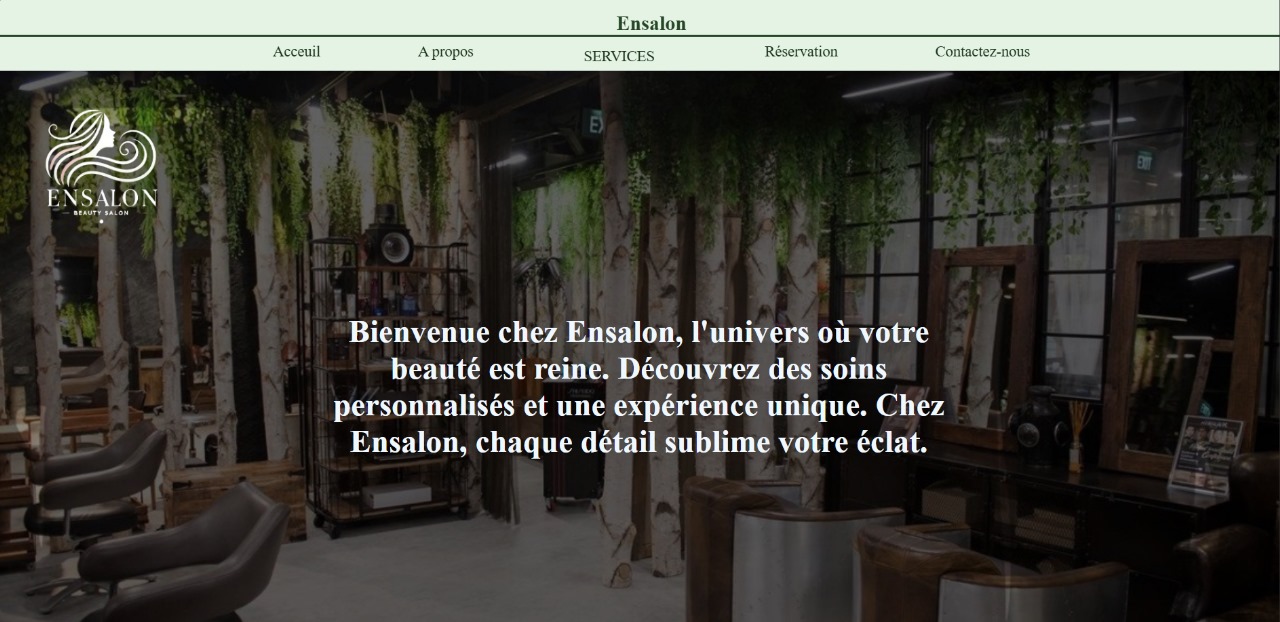 Ensalon
Acceuil
A propos
SERVICES
Réservation
Contactez-nous
ENSALON
BEAUTY SALON
EXIT
Bienvenue chez Ensalon, l'univers où votre
beauté est reine. Découvrez des soins
personnalisés et une expérience unique. Chez
Ensalon, chaque détail sublime votre éclat.